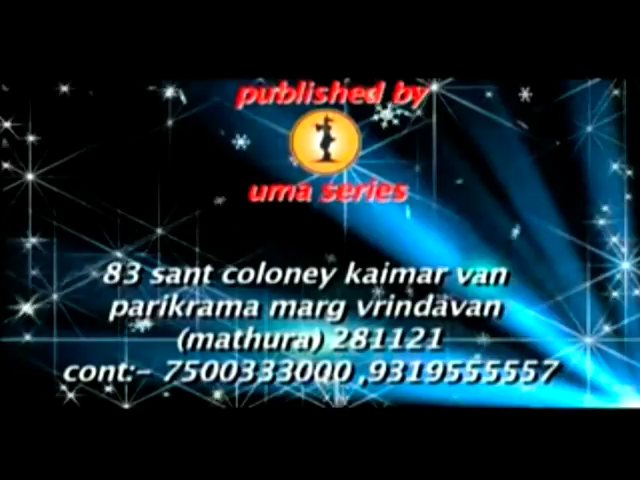 published by
uma series
83 sant coloney kaimar van
parikrama marg vrindavan
(mathura) 281121
cont:- 7500333000 ,9319555557